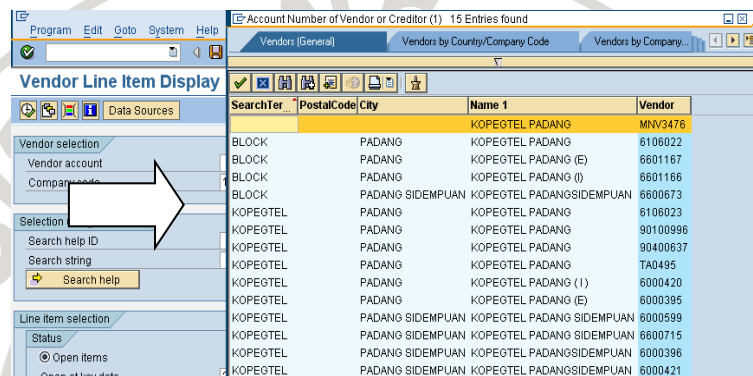 Program Edit Goto System Help
Vendor Line Item Display
Data Sources
Vendor selection
Vendor account
Company code
Selection
Search help ID
Search string
Search help
Line item selection
Status
Open items
Open at key date
Account Number of Vendor or Creditor (1) 15 Entries found
Vendors (General) Vendors by Country/Company Code Vendors by Company...
SearchTer... PostalCode City Name 1 Vendor
KOPEGTEL PADANG MNV3476
BLOCK PADANG KOPEGTEL PADANG 6106022
BLOCK PADANG KOPEGTEL PADANG (E) 6601167
BLOCK PADANG KOPEGTEL PADANG (I) 6601166
BLOCK PADANG SIDEMPUAN KOPEGTEL PADANGSIDEMPUAN 6600673
KOPEGTEL PADANG KOPEGTEL PADANG 6106023
KOPEGTEL PADANG KOPEGTEL PADANG 90100996
KOPEGTEL PADANG KOPEGTEL PADANG 90400637
KOPEGTEL PADANG KOPEGTEL PADANG TA0495
KOPEGTEL PADANG KOPEGTEL PADANG ( I ) 6000420
KOPEGTEL PADANG KOPEGTEL PADANG (E) 6000395
KOPEGTEL PADANG SIDEMPUAN KOPEGTEL PADANG SIDEMPUAN 6000599
KOPEGTEL PADANG SIDEMPUAN KOPEGTEL PADANG SIDEMPUAN 6600715
KOPEGTEL PADANG SIDEMPUAN KOPEGTEL PADANGSIDEMPUAN 6000396
KOPEGTEL PADANG SIDEMPUAN KOPEGTEL PADANGSIDEMPUAN 6000421